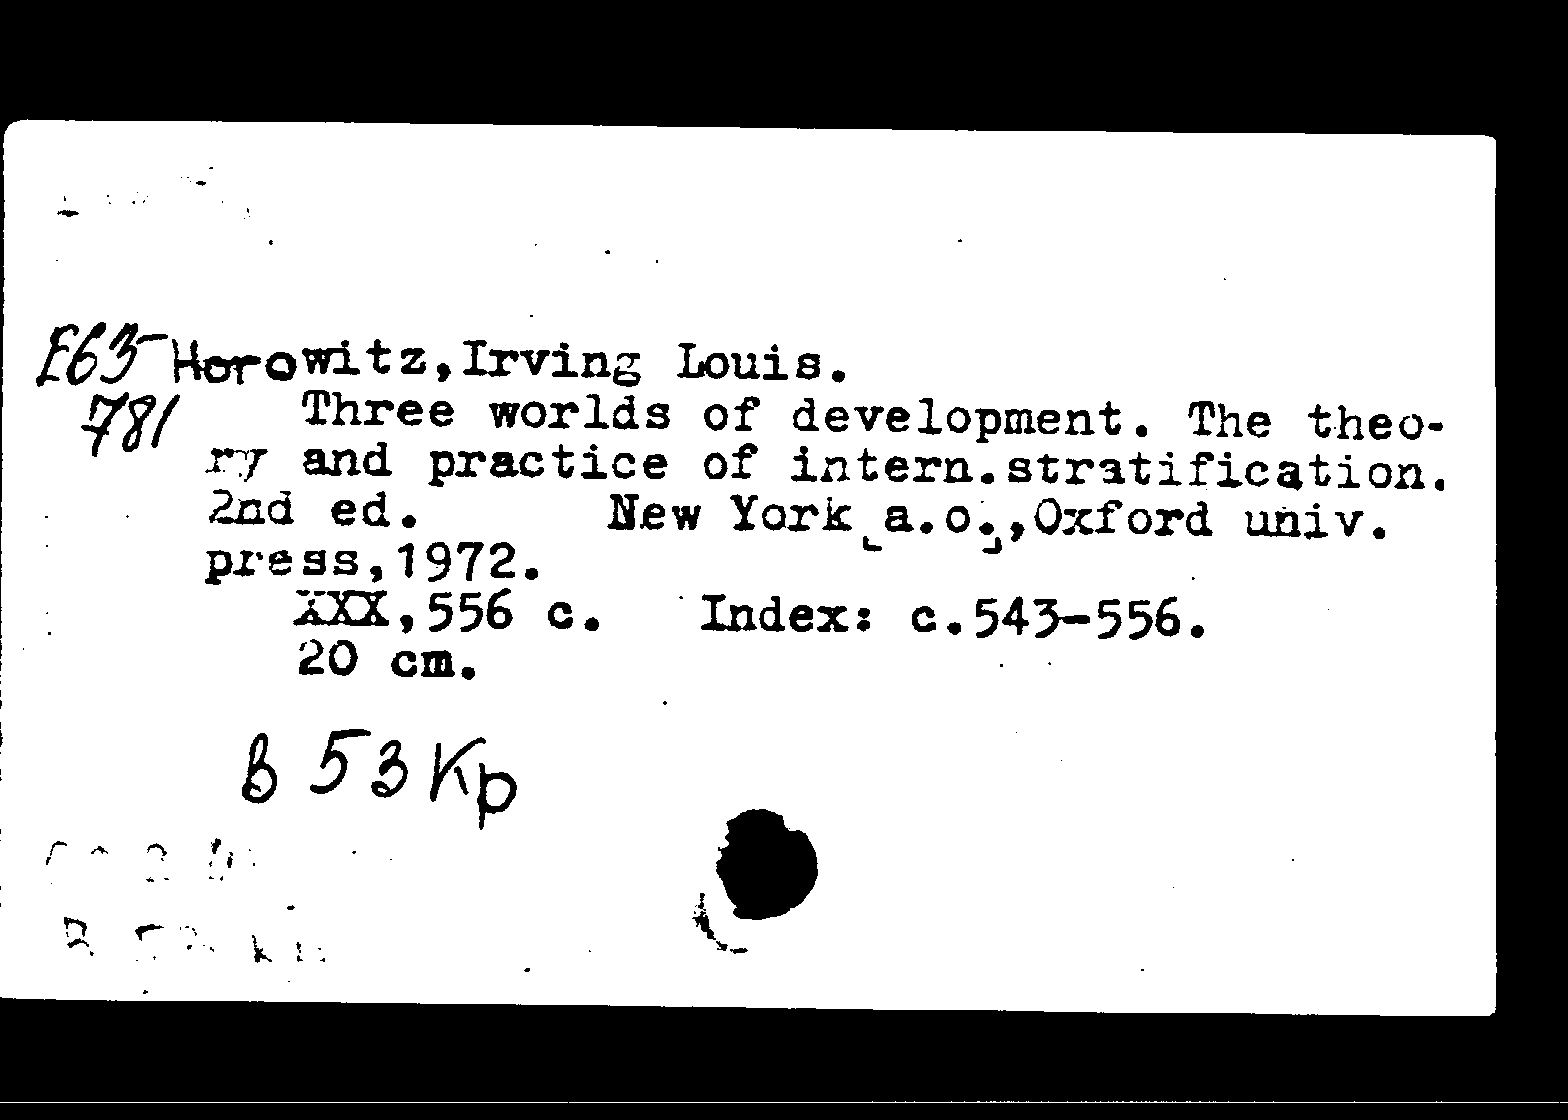 E63 Horowitz, Irving Louis.
781 Three worlds of development. The theo-
ry and practice of intern. stratification.
2nd ed. New York [a.o.], Oxford univ.
press, 1972.
XXX, 556 c. Index: c.543-556.
20 cm.
В 53 Кр